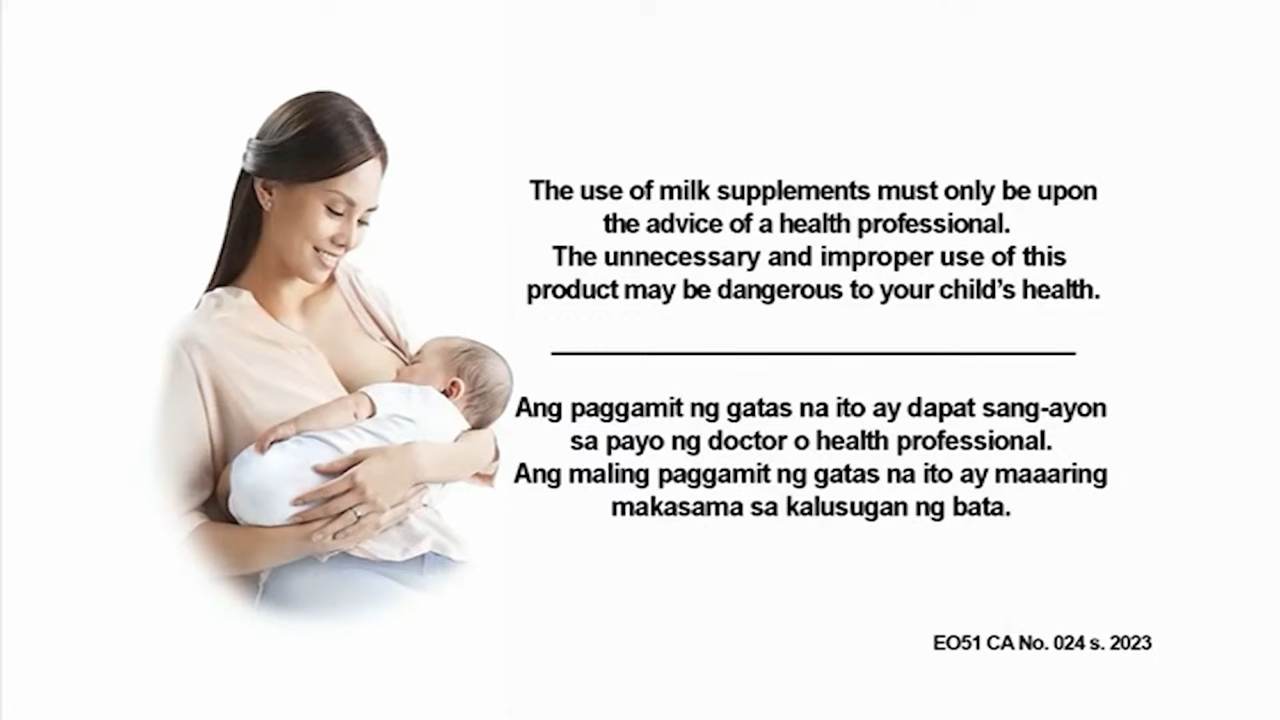 The use of milk supplements must only be upon
the advice of a health professional.
The unnecessary and improper use of this
product may be dangerous to your child’s health.
Ang paggamit ng gatas na ito ay dapat sang-ayon
sa payo ng doctor o health professional.
Ang maling paggamit ng gatas na ito ay maaaring
makasama sa kalusugan ng bata.
EO51 CA No. 024 s. 2023